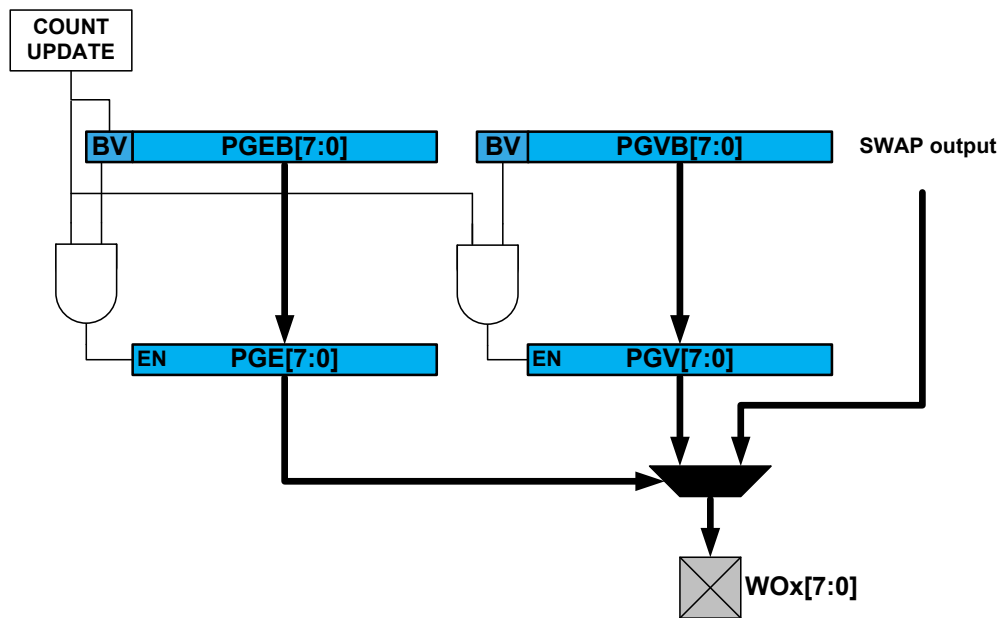 COUNT
UPDATE
BV PGEB[7:0]
BV PGVB[7:0]
SWAP output
EN PGE[7:0]
EN PGV[7:0]
WOx[7:0]